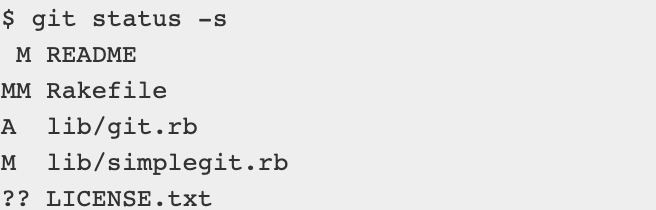 $ git status -s
 M README
MM Rakefile
A  lib/git.rb
M  lib/simplegit.rb
?? LICENSE.txt